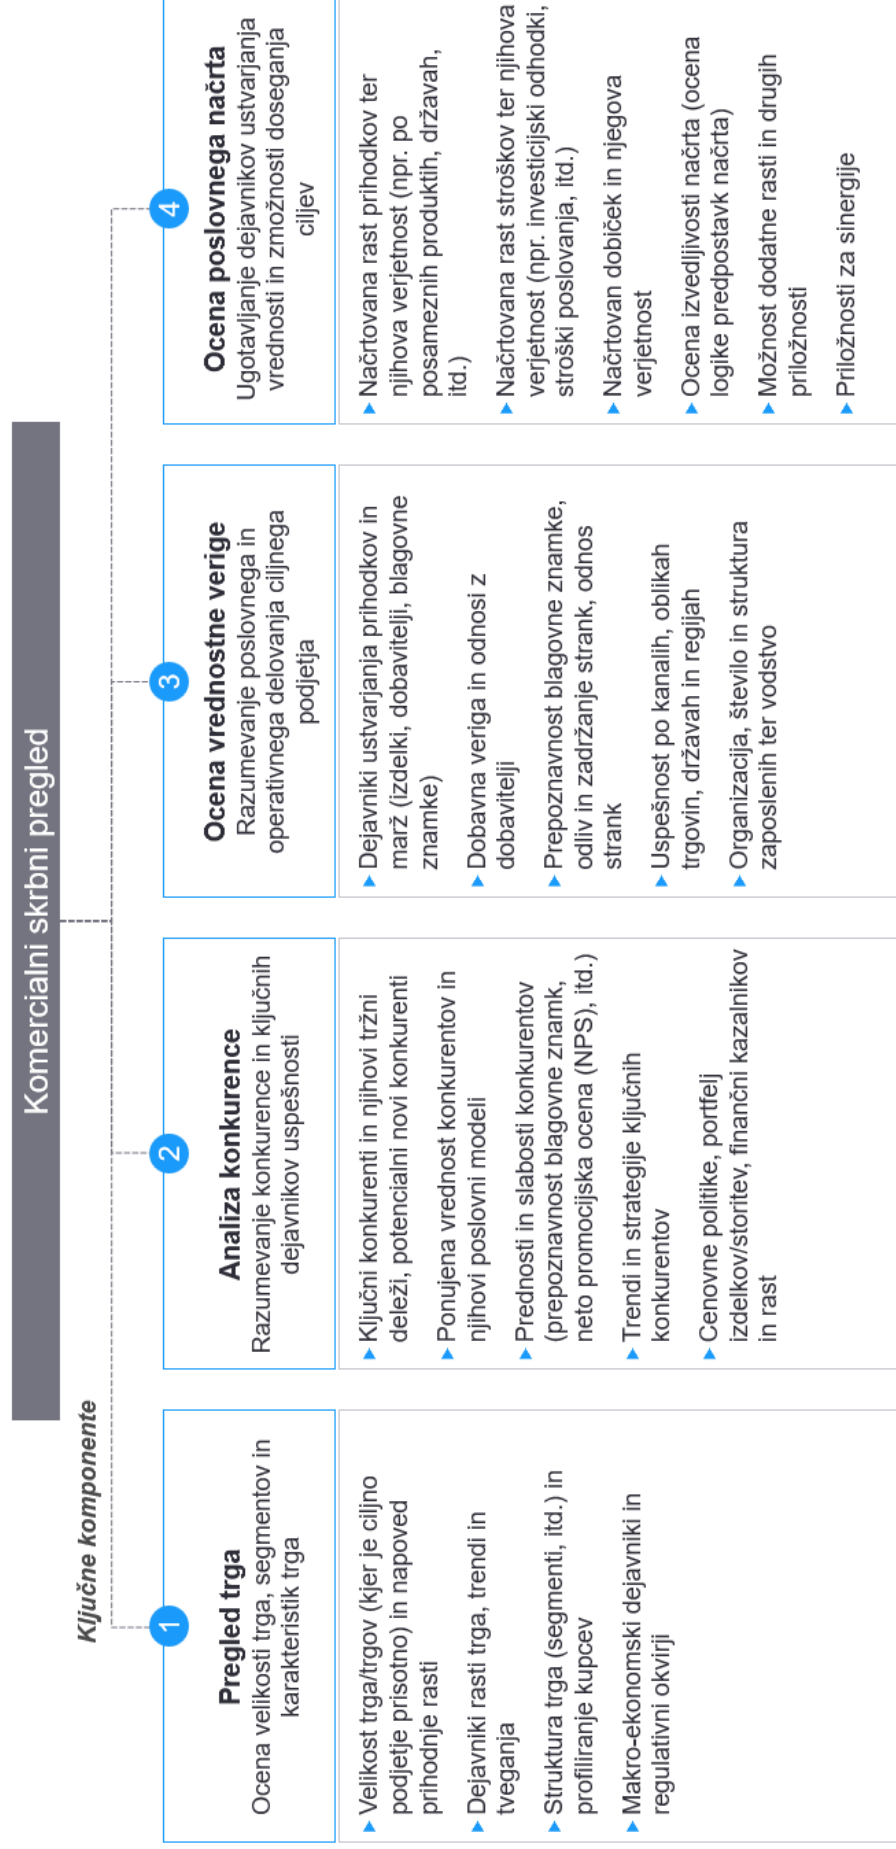 Komercialni skrbni pregled
Ključne komponente
1
Pregled trga
Ocena velikosti trga, segmentov in
karakteristik trga
▶ Velikost trga/trgov (kjer je ciljno
podjetje prisotno) in napoved
prihodnje rasti
▶ Dejavniki rasti trga, trendi in
tveganja
▶ Struktura trga (segmenti, itd.) in
profiliranje kupcev
▶ Makro-ekonomski dejavniki in
regulativni okvirji
2
Analiza konkurence
Razumevanje konkurence in ključnih
dejavnikov uspešnosti
▶ Ključni konkurenti in njihovi tržni
deleži, potencialni novi konkurenti
▶ Ponujena vrednost konkurentov in
njihovi poslovni modeli
▶ Prednosti in slabosti konkurentov
(prepoznavnost blagovne znamk,
neto promocijska ocena (NPS), itd.)
▶ Trendi in strategije ključnih
konkurentov
▶ Cenovne politike, portfelj
izdelkov/storitev, finančni kazalnikov
in rast
3
Ocena vrednostne verige
Razumevanje poslovnega in
operativnega delovanja ciljnega
podjetja
▶ Dejavniki ustvarjanja prihodkov in
marž (izdelki, dobavitelji, blagovne
znamke)
▶ Dobavna veriga in odnosi z
dobavitelji
▶ Prepoznavnost blagovne znamke,
odliv in zadržanje strank, odnos
strank
▶ Uspešnost po kanalih, oblikah
trgovin, državah in regijah
▶ Organizacija, število in struktura
zaposlenih ter vodstvo
4
Ocena poslovnega načrta
Ugotavljanje dejavnikov ustvarjanja
vrednosti in zmožnosti doseganja
ciljev
▶ Načrtovana rast prihodkov ter
njihova verjetnost (npr. po
posameznih produktih, državah,
itd.)
▶ Načrtovana rast stroškov ter njihova
verjetnost (npr. investicijski odhodki,
stroški poslovanja, itd.)
▶ Načrtovan dobiček in njegova
verjetnost
▶ Ocena izvedljivosti načrta (ocena
logike predpostavk načrta)
▶ Možnost dodatne rasti in drugih
priložnosti
▶ Priložnosti za sinergije